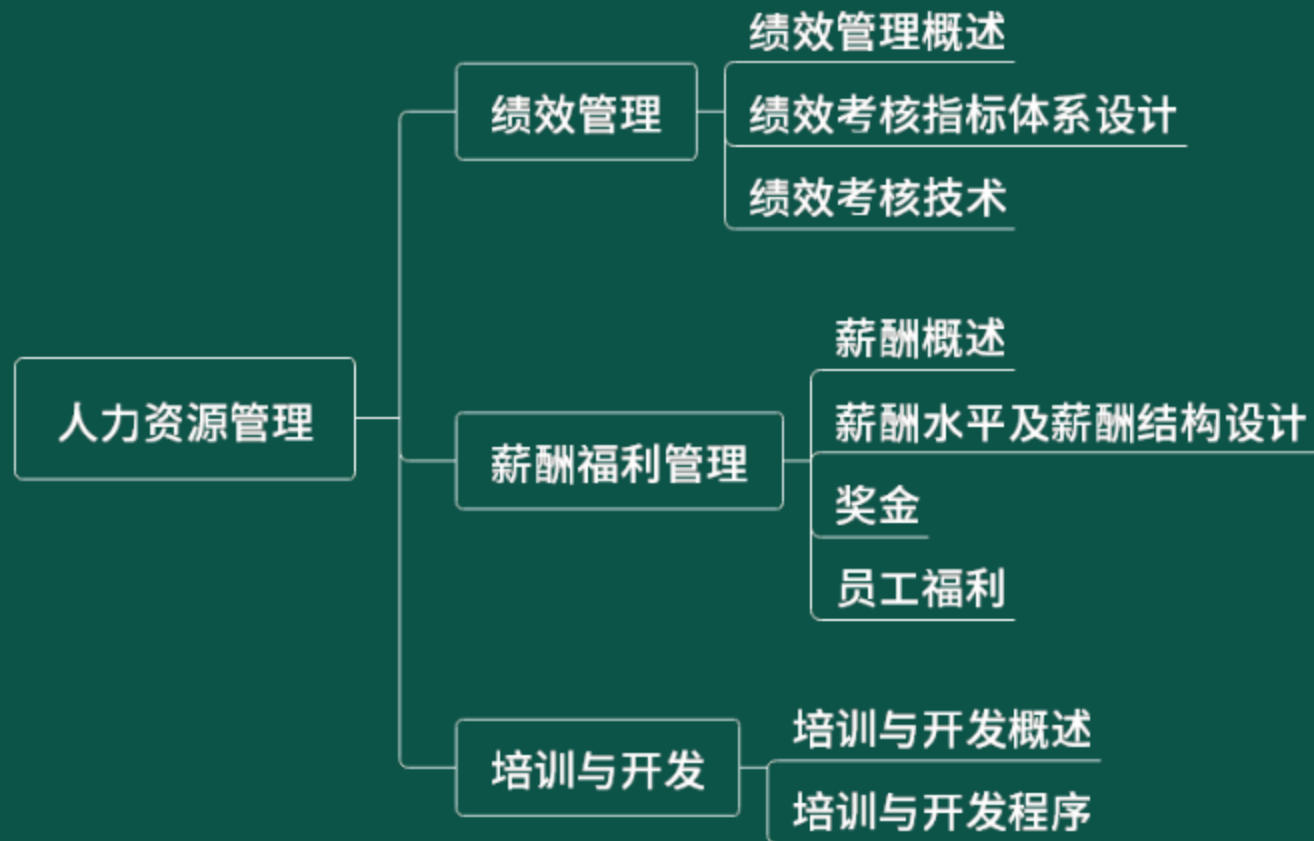 人力资源管理
绩效管理
绩效管理概述
绩效考核指标体系设计
绩效考核技术
薪酬福利管理
薪酬概述
薪酬水平及薪酬结构设计
奖金
员工福利
培训与开发
培训与开发概述
培训与开发程序